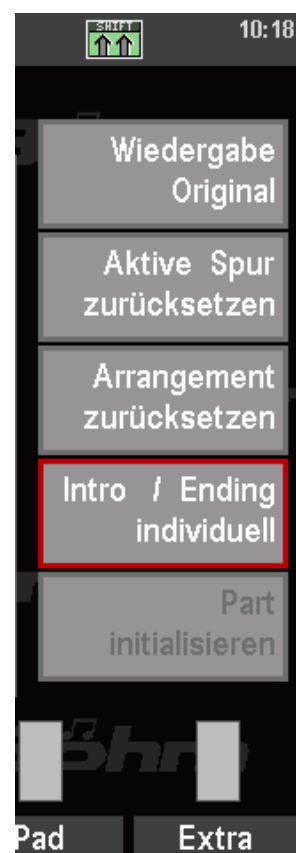 SHIFT
10:18
Wiedergabe
Original
Aktive Spur
zurücksetzen
Arrangement
zurücksetzen
Intro / Ending
individuell
Part
initialisieren
Pad
Extra